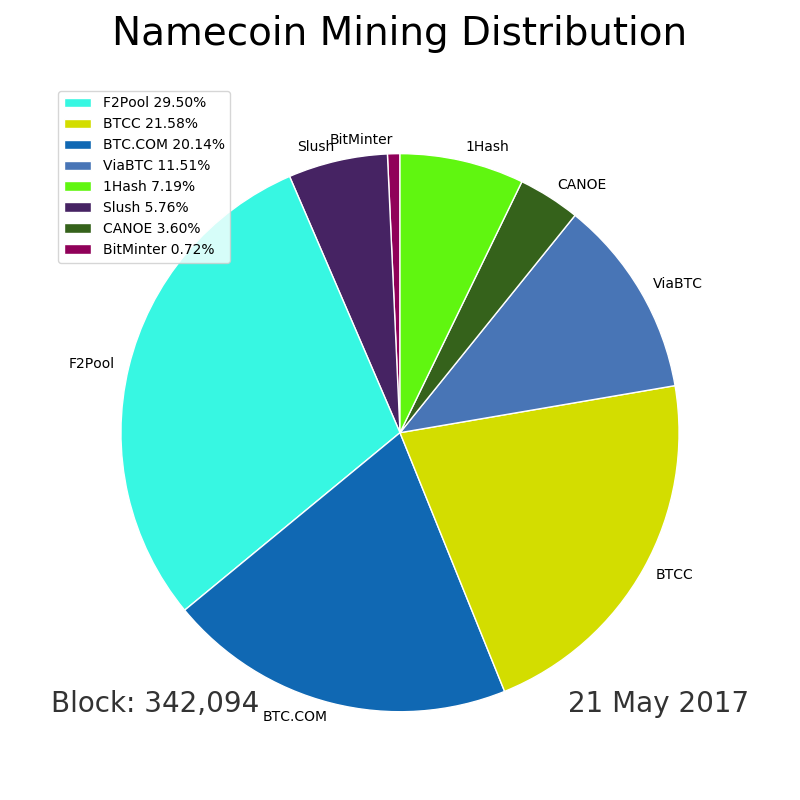 Namecoin Mining Distribution
F2Pool 29.50%
BTCC 21.58%
BTC.COM 20.14%
ViaBTC 11.51%
1Hash 7.19%
Slush 5.76%
CANOE 3.60%
BitMinter 0.72%
BitMinter
Slush
1Hash
CANOE
ViaBTC
F2Pool
BTCC
BTC.COM
Block: 342,094
21 May 2017